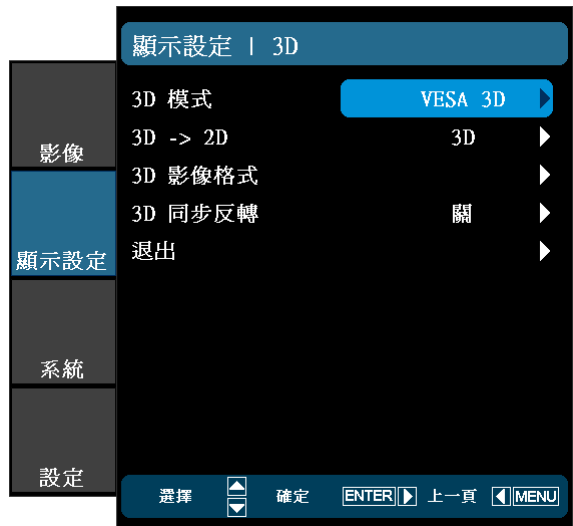 顯示設定 | 3D
3D 模式 VESA 3D
3D -> 2D 3D
3D 影像格式
3D 同步反轉 關
退出
影像
顯示設定
系統
設定
選擇 確定 ENTER 上一頁 MENU